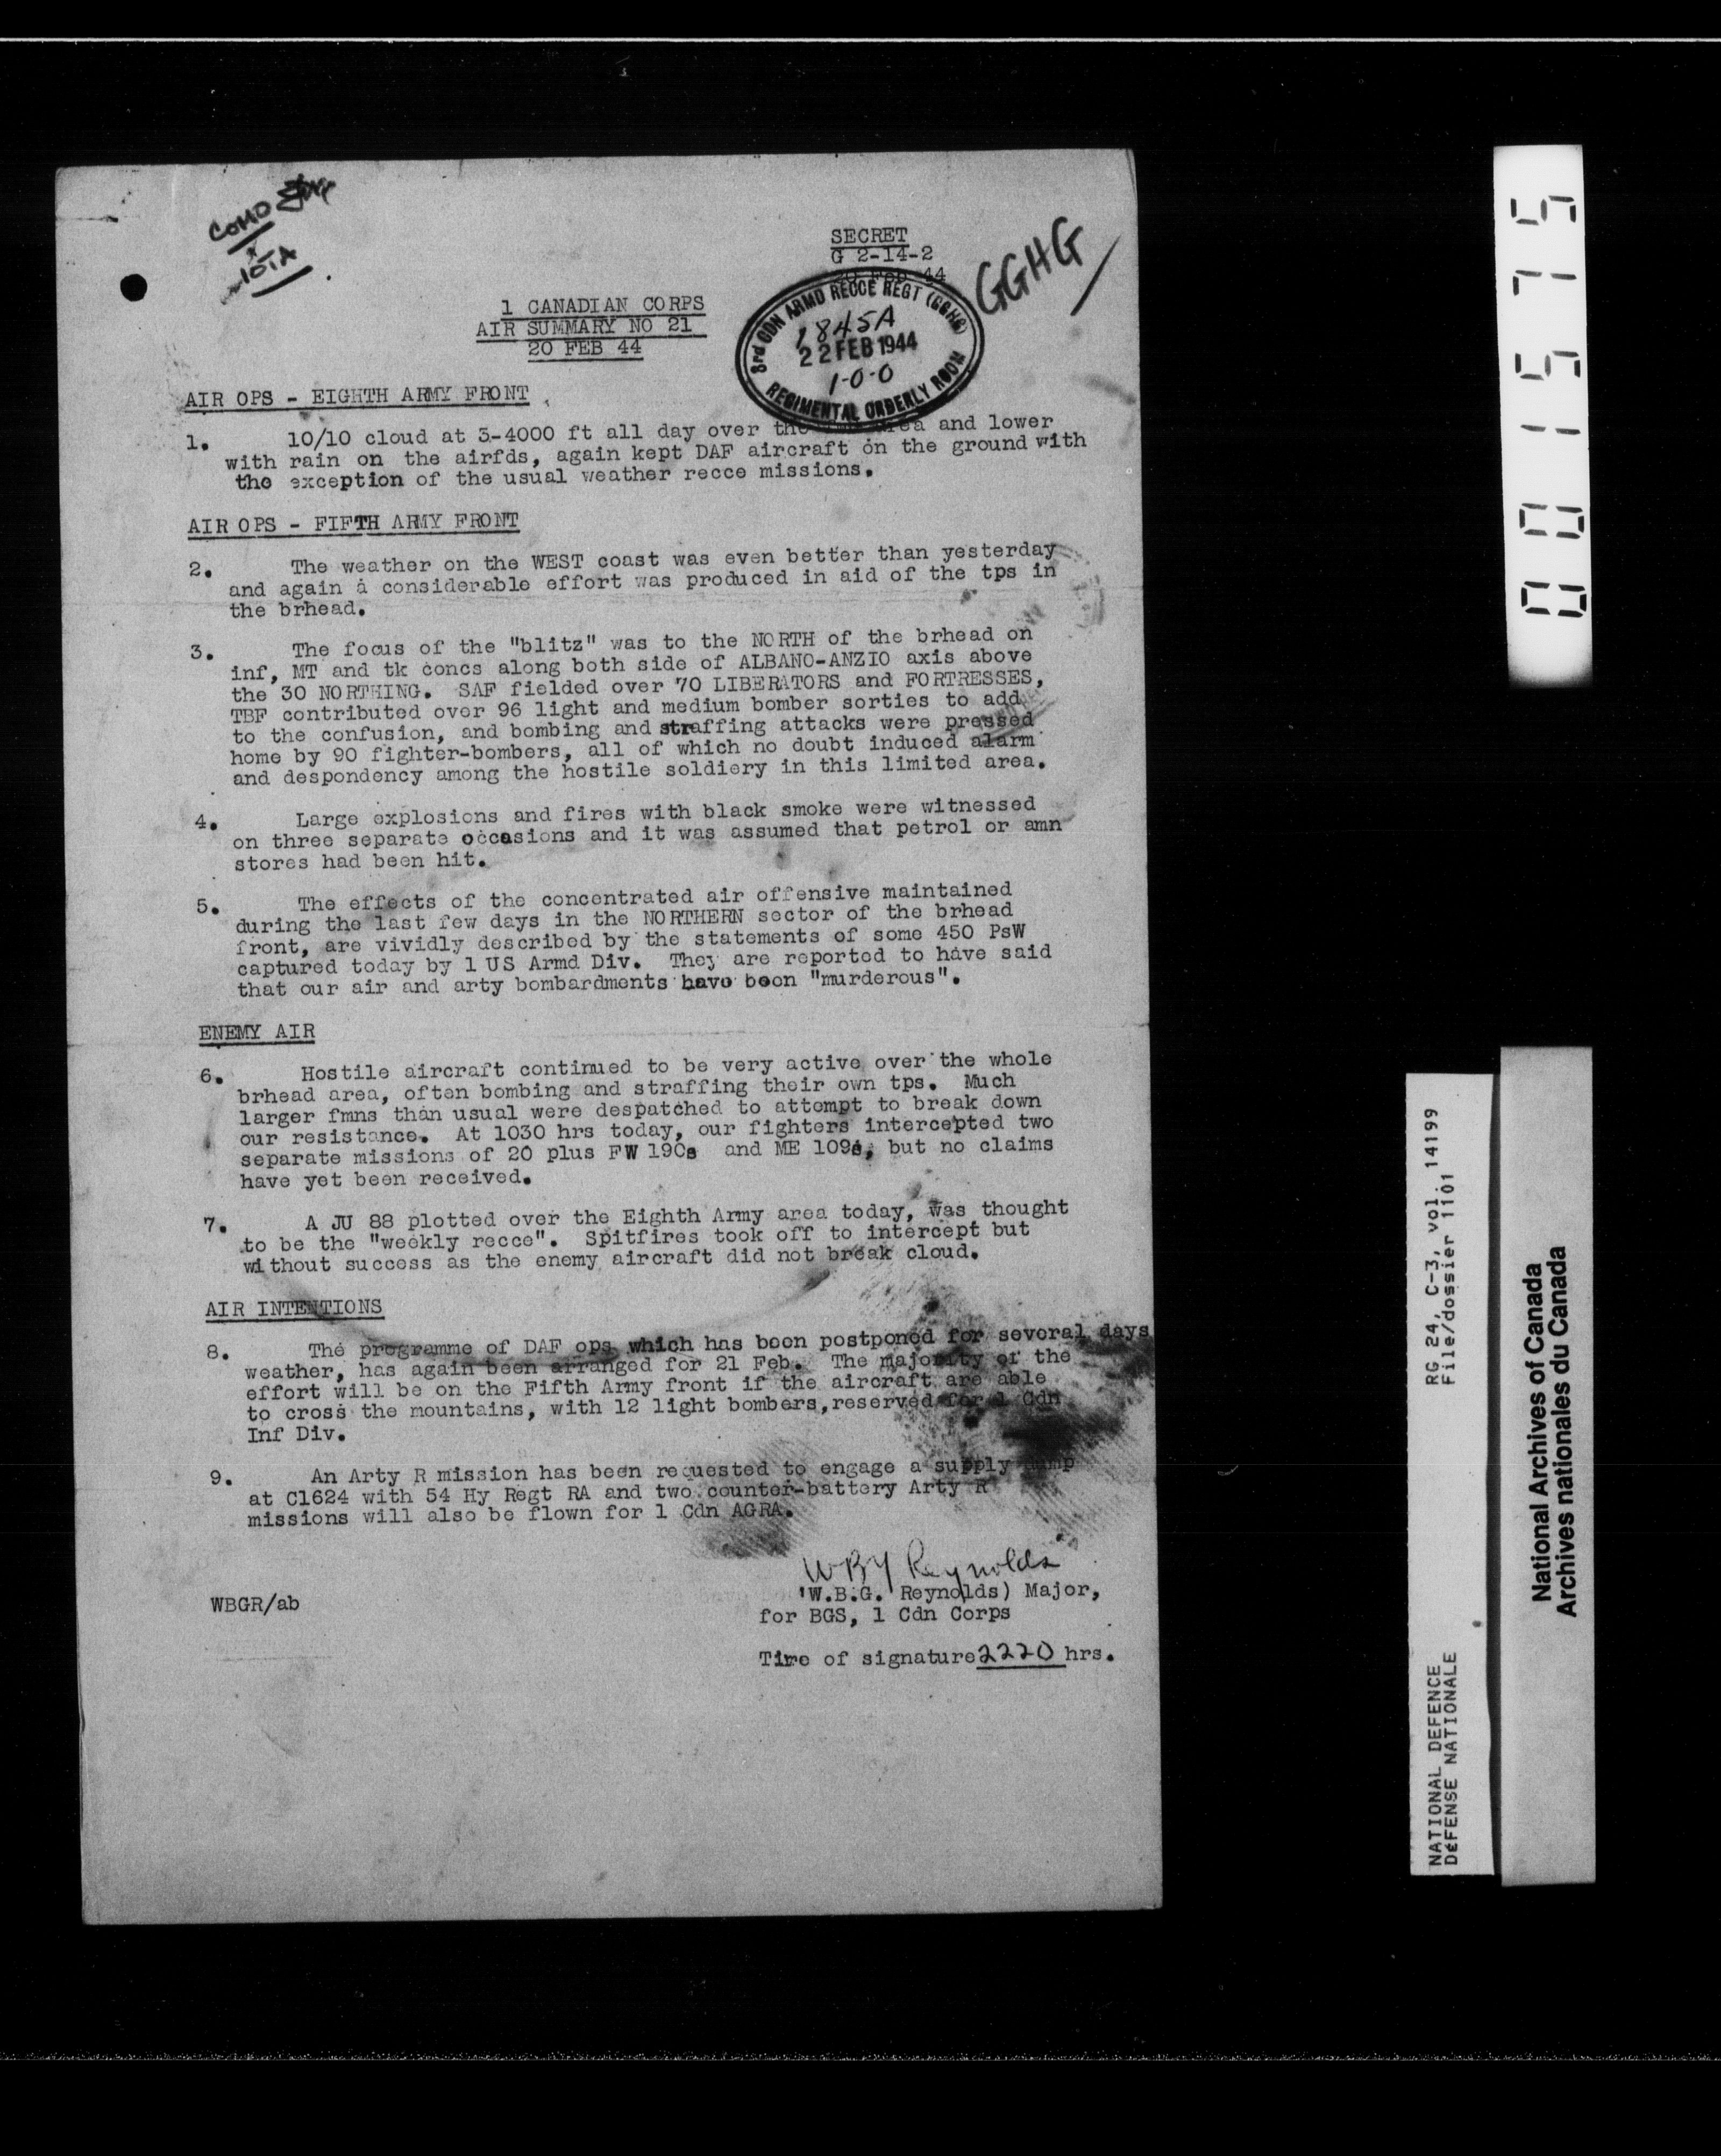 COMO
IOTA
SECRET
G 2-14-2
20 Feb 44
GGHG
3rd CDN ARMD RECCE REGT (GGHG)
1845A
22 FEB 1944
1-0-0
REGIMENTAL ORDERLY ROOM
1 CANADIAN CORPS
AIR SUMMARY NO 21
20 FEB 44
AIR OPS - EIGHTH ARMY FRONT
1. 10/10 cloud at 3-4000 ft all day over the area and lower
with rain on the airfds, again kept DAF aircraft on the ground with
the exception of the usual weather recce missions.
AIR OPS - FIFTH ARMY FRONT
2. The weather on the WEST coast was even better than yesterday
and again a considerable effort was produced in aid of the tps in
the brhead.
3. The focus of the "blitz" was to the NORTH of the brhead on
inf, MT and tk concs along both side of ALBANO-ANZIO axis above
the 30 NORTHING. SAF fielded over 70 LIBERATORS and FORTRESSES,
TBF contributed over 96 light and medium bomber sorties to add
to the confusion, and bombing and straffing attacks were pressed
home by 90 fighter-bombers, all of which no doubt induced alarm
and despondency among the hostile soldiery in this limited area.
4. Large explosions and fires with black smoke were witnessed
on three separate occasions and it was assumed that petrol or amn
stores had been hit.
5. The effects of the concentrated air offensive maintained
during the last few days in the NORTHERN sector of the brhead
front, are vividly described by the statements of some 450 PsW
captured today by 1 US Armd Div. They are reported to have said
that our air and arty bombardments have been "murderous".
ENEMY AIR
6. Hostile aircraft continued to be very active over the whole
brhead area, often bombing and straffing their own tps. Much
larger fmns than usual were despatched to attempt to break down
our resistance. At 1030 hrs today, our fighters intercepted two
separate missions of 20 plus FW 190s and ME 109s, but no claims
have yet been received.
7. A JU 88 plotted over the Eighth Army area today, was thought
to be the "weekly recce". Spitfires took off to intercept but
without success as the enemy aircraft did not break cloud.
AIR INTENTIONS
8. The programme of DAF ops which has been postponed for several days
weather, has again been arranged for 21 Feb. The majority of the
effort will be on the Fifth Army front if the aircraft are able
to cross the mountains, with 12 light bombers, reserved for 1 Cdn
Inf Div.
9. An Arty R mission has been requested to engage a supply dump
at C1624 with 54 Hy Regt RA and two counter-battery Arty R
missions will also be flown for 1 Cdn AGRA.
WBG Reynolds
(W.B.G. Reynolds) Major,
WBGR/ab
for BGS, 1 Cdn Corps
Time of signature 2220 hrs.
001575
RG 24, C-3, vol. 14199
File/dossier 1101
NATIONAL DEFENCE
DÉFENSE NATIONALE
National Archives of Canada
Archives nationales du Canada